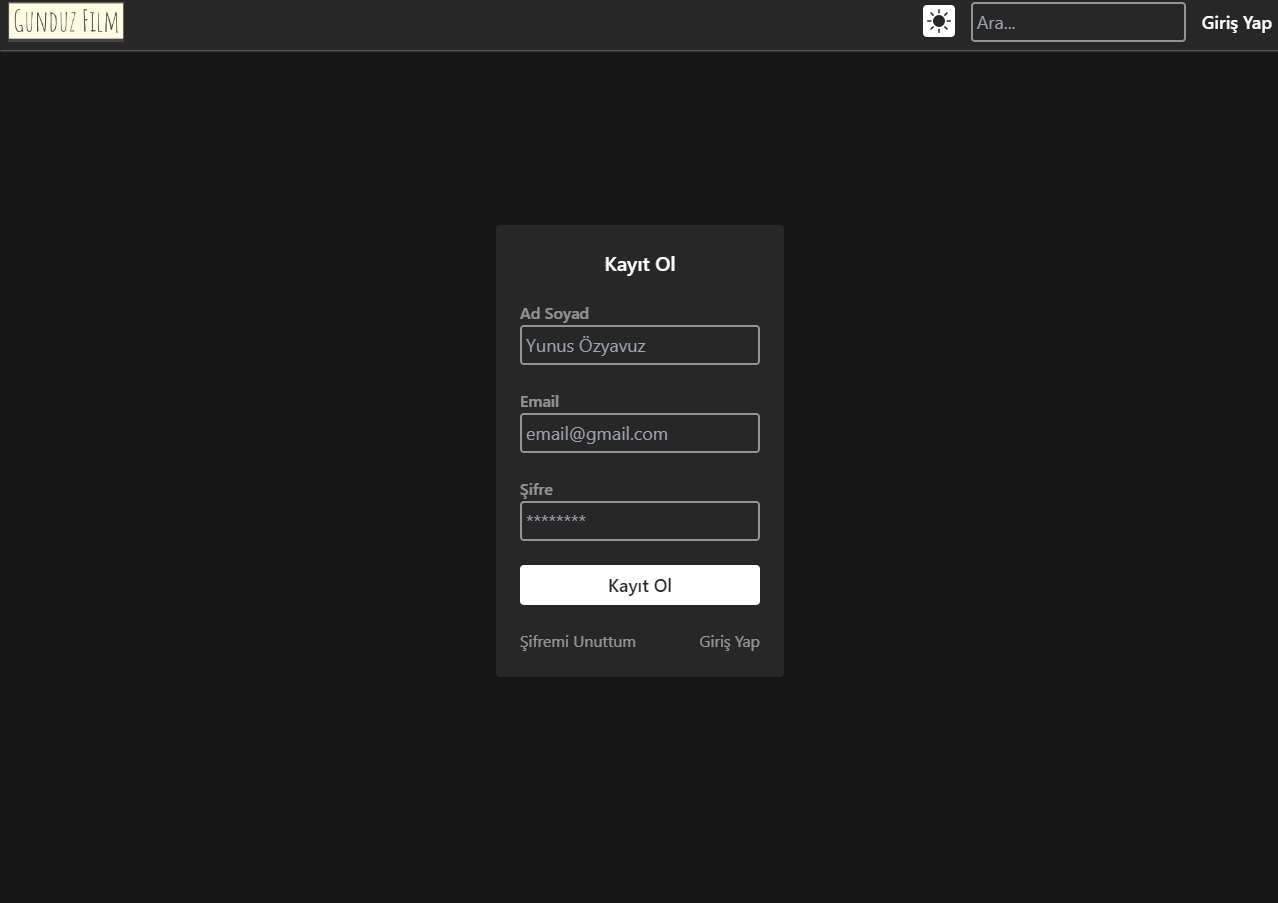 GUNDUZ FILM
Ara...
Giriş Yap
Kayıt Ol
Ad Soyad
Yunus Özyavuz
Email
email@gmail.com
Şifre
********
Kayıt Ol
Şifremi Unuttum
Giriş Yap